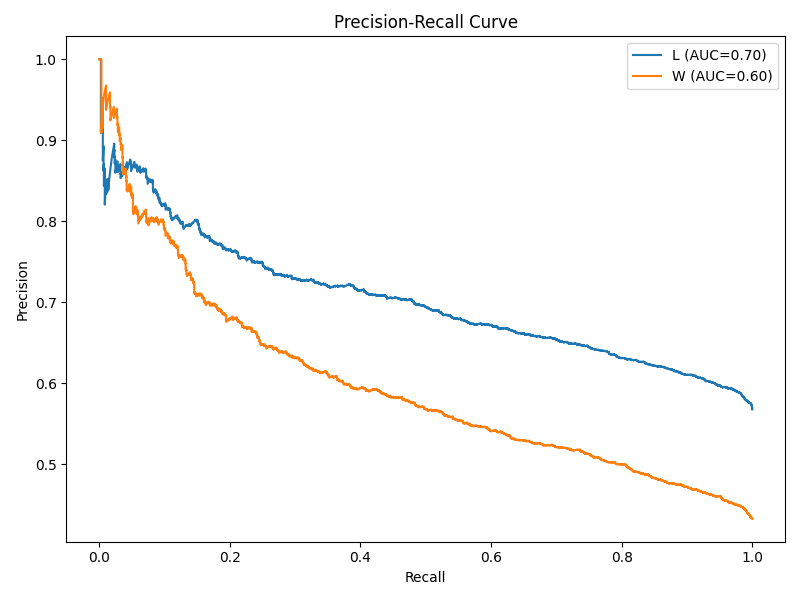 Precision-Recall Curve
L (AUC=0.70)
W (AUC=0.60)
1.0
0.9
0.8
0.7
0.6
0.5
Precision
0.0
0.2
0.4
0.6
0.8
1.0
Recall